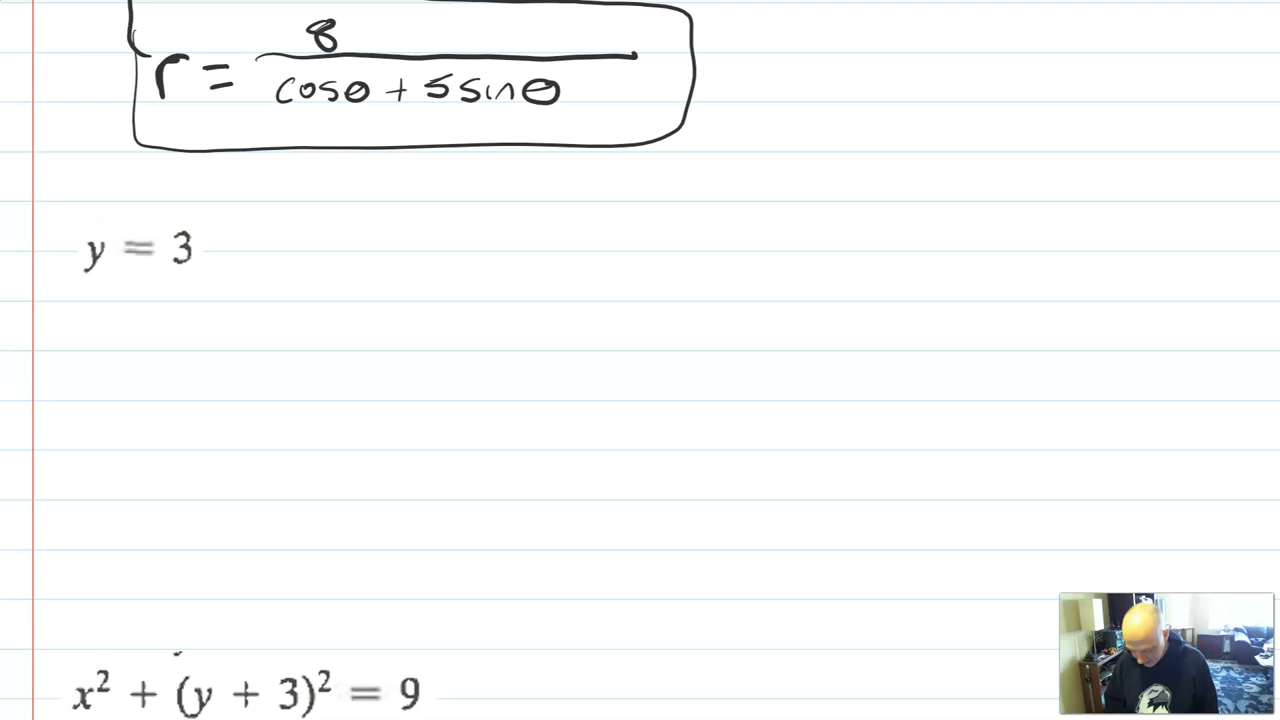 r = 8 / (cosθ + 5sinθ)
y = 3
x² + (y + 3)² = 9